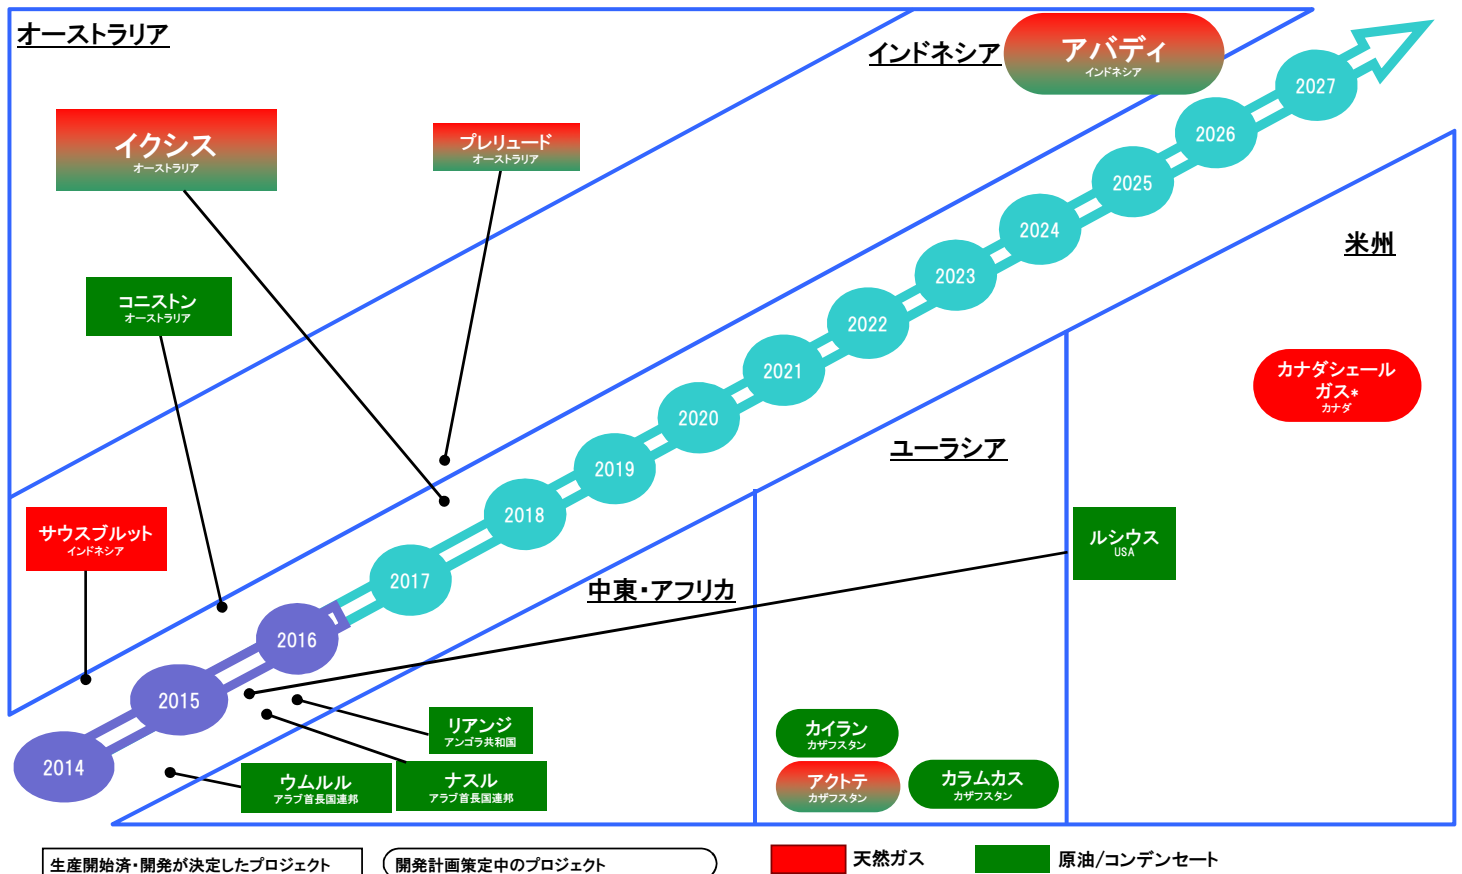 オーストラリア
インドネシア
アバディ
インドネシア
イクシス
オーストラリア
プレリュード
オーストラリア
コニストン
オーストラリア
サウスブルット
インドネシア
2014
2015
2016
2017
2018
2019
2020
2021
2022
2023
2024
2025
2026
2027
米州
カナダシェール
ガス*
カナダ
ユーラシア
ルシウス
USA
中東・アフリカ
リアンジ
アンゴラ共和国
ウムルル
アラブ首長国連邦
ナスル
アラブ首長国連邦
カイラン
カザフスタン
アクトテ
カザフスタン
カラムカス
カザフスタン
生産開始済・開発が決定したプロジェクト
開発計画策定中のプロジェクト
天然ガス
原油/コンデンセート